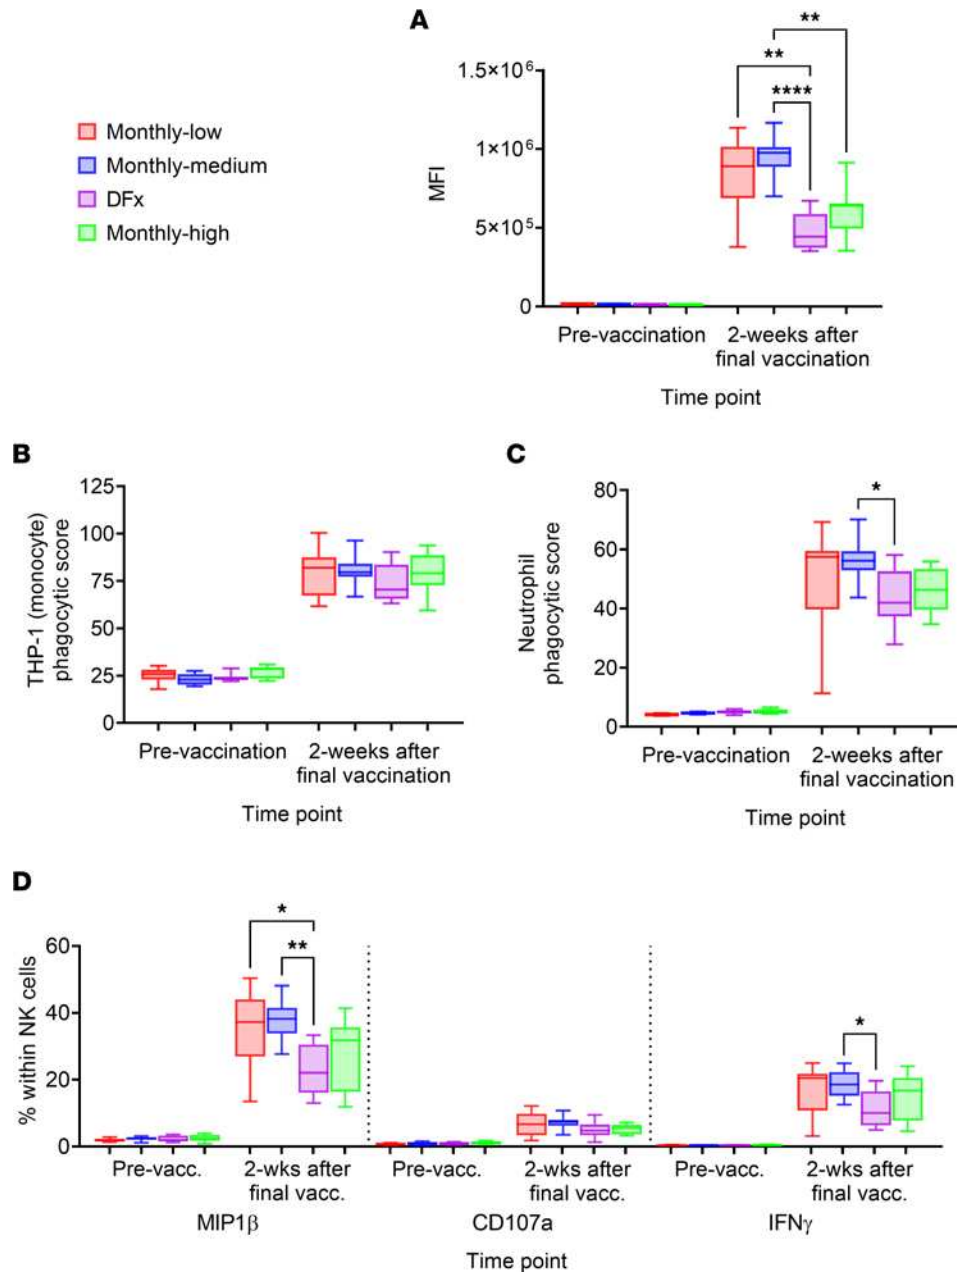 A
Monthly-low
Monthly-medium
DFx
Monthly-high
MFI
1.5×10⁶
1×10⁶
5×10⁵
0
**
**
****
Pre-vaccination
2-weeks after
final vaccination
Time point
B
THP-1 (monocyte)
phagocytic score
125
100
75
50
25
0
Pre-vaccination
2-weeks after
final vaccination
Time point
C
Neutrophil
phagocytic score
80
60
40
20
0
*
Pre-vaccination
2-weeks after
final vaccination
Time point
D
% within NK cells
60
40
20
0
*
**
*
Pre-vacc.
2-wks after
final vacc.
Pre-vacc.
2-wks after
final vacc.
Pre-vacc.
2-wks after
final vacc.
MIP1β
CD107a
IFNγ
Time point